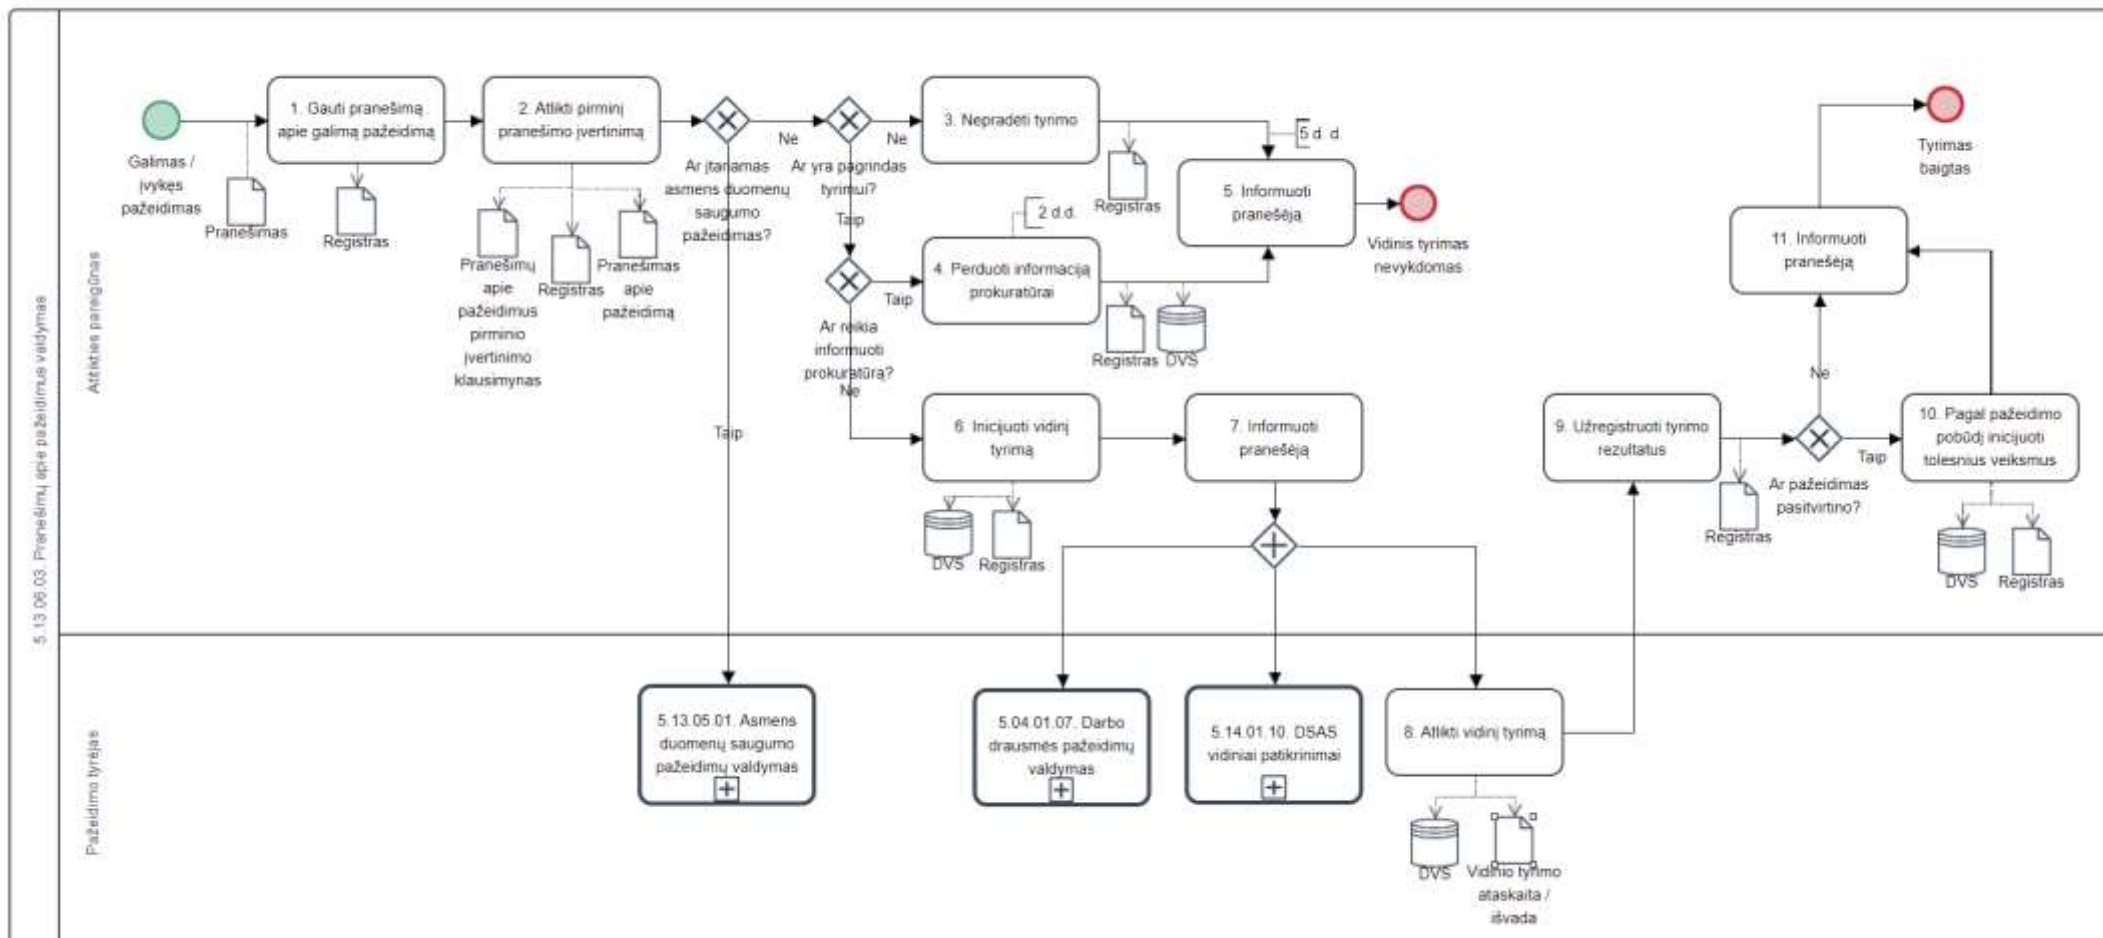 5.13.06.03. Pranešimų apie pažeidimus valdymas
Atitikties pareigūnas
Galimas /
įvykęs
pažeidimas
Pranešimas
1. Gauti pranešimą
apie galimą pažeidimą
Registras
2. Atlikti pirminį
pranešimo įvertinimą
Pranešimų
apie
pažeidimus
pirminio
įvertinimo
klausimynas
Registras
Pranešimas
apie
pažeidimą
Ar įtariamas
asmens duomenų
saugumo
pažeidimas?
Ne
Taip
Ar yra pagrindas
tyrimui?
Ne
Taip
3. Nepradėti tyrimo
Registras
5 d. d.
5. Informuoti
pranešėją
Vidinis tyrimas
nevykdomas
Ar reikia
informuoti
prokuratūrą?
Taip
Ne
2 d.d.
4. Perduoti informaciją
prokuratūrai
Registras
DVS
6. Inicijuoti vidinį
tyrimą
DVS
Registras
7. Informuoti
pranešėją
9. Užregistruoti tyrimo
rezultatus
Registras
Ar pažeidimas
pasitvirtino?
Ne
Taip
10. Pagal pažeidimo
pobūdį inicijuoti
tolesnius veiksmus
DVS
Registras
11. Informuoti
pranešėją
Tyrimas
baigtas
Pažeidimo tyrėjas
5.13.05.01. Asmens
duomenų saugumo
pažeidimų valdymas
5.04.01.07. Darbo
drausmės pažeidimų
valdymas
5.14.01.10. DSAS
vidiniai patikrinimai
8. Atlikti vidinį tyrimą
DVS
Vidinio tyrimo
ataskaita /
išvada